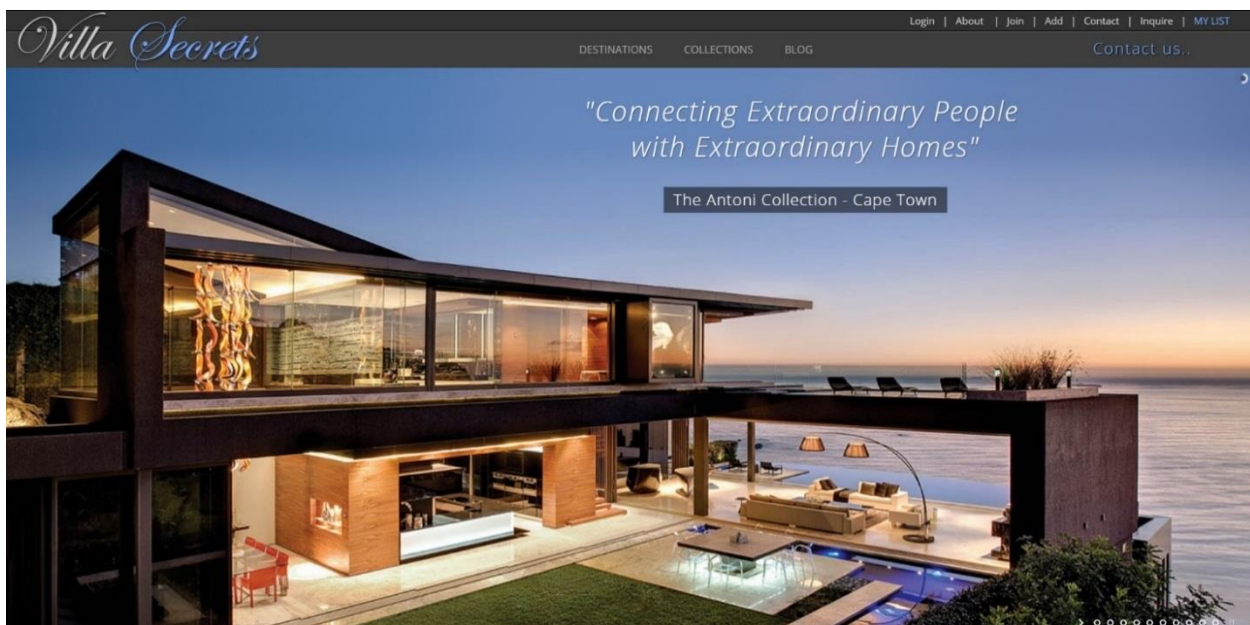 Login | About | Join | Add | Contact | Inquire | MY LIST
Villa Secrets
DESTINATIONS COLLECTIONS BLOG
Contact us..
"Connecting Extraordinary People
with Extraordinary Homes"
The Antoni Collection - Cape Town